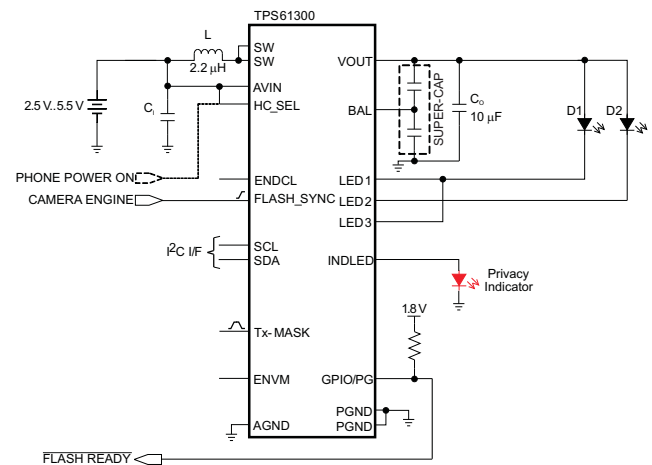 TPS61300
L
2.2 μH
SW
SW
AVIN
HC_SEL
2.5 V..5.5 V
C_I
PHONE POWER ON
CAMERA ENGINE
ENDCL
FLASH_SYNC
I²C I/F
SCL
SDA
Tx-MASK
ENVM
AGND
FLASH READY
VOUT
BAL
SUPER-CAP
C_O
10 μF
D1
D2
LED1
LED2
LED3
INDLED
Privacy
Indicator
1.8 V
GPIO/PG
PGND
PGND